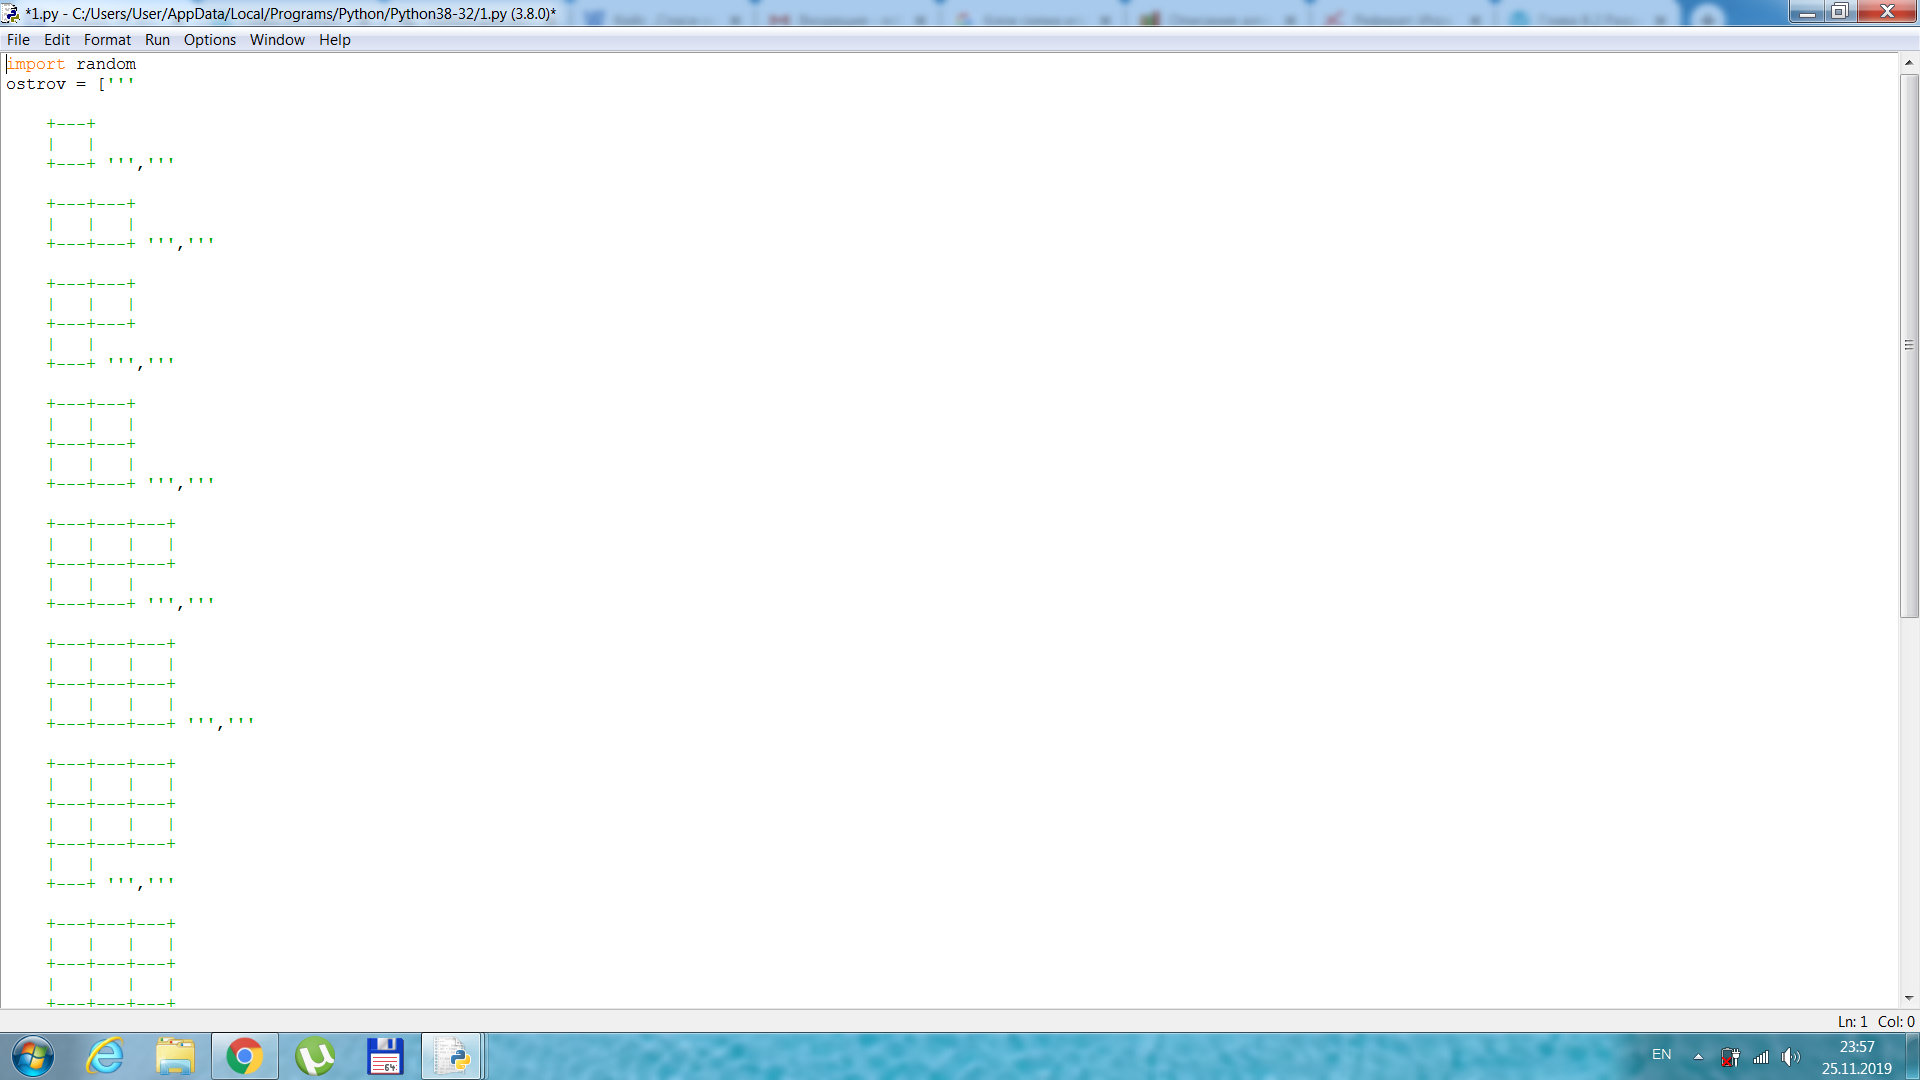 *1.py - C:/Users/User/AppData/Local/Programs/Python/Python38-32/1.py (3.8.0)*
File Edit Format Run Options Window Help
import random
ostrov = ['''

    +---+
    |   |
    +---+ ''','''

    +---+---+
    |   |   |
    +---+---+ ''','''

    +---+---+
    |   |   |
    +---+---+
    |   |
    +---+ ''','''

    +---+---+
    |   |   |
    +---+---+
    |   |   |
    +---+---+ ''','''

    +---+---+---+
    |   |   |   |
    +---+---+---+
    |   |   |
    +---+---+ ''','''

    +---+---+---+
    |   |   |   |
    +---+---+---+
    |   |   |   |
    +---+---+---+ ''','''

    +---+---+---+
    |   |   |   |
    +---+---+---+
    |   |   |   |
    +---+---+---+
    |   |
    +---+ ''','''

    +---+---+---+
    |   |   |   |
    +---+---+---+
    |   |   |   |
    +---+---+---+
Ln: 1 Col: 0
64
EN
23:57
25.11.2019